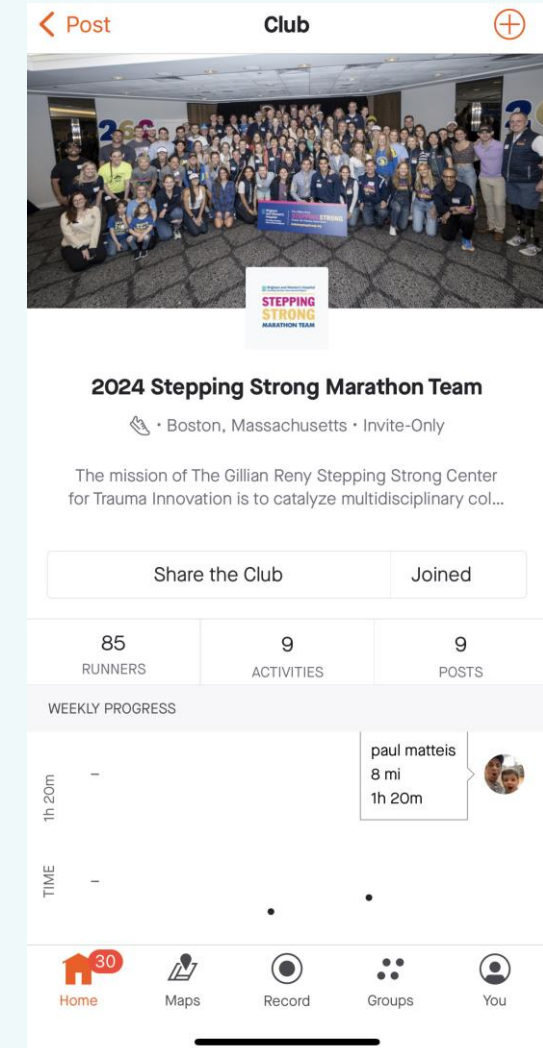 Post
Club
2024 Stepping Strong Marathon Team
STEPPING
STRONG
MARATHON TEAM
Boston, Massachusetts • Invite-Only
The mission of The Gillian Reny Stepping Strong Center
for Trauma Innovation is to catalyze multidisciplinary col...
Share the Club
Joined
85
RUNNERS
9
ACTIVITIES
9
POSTS
WEEKLY PROGRESS
paul matteis
8 mi
1h 20m
1h 20m
TIME
30
Home
Maps
Record
Groups
You